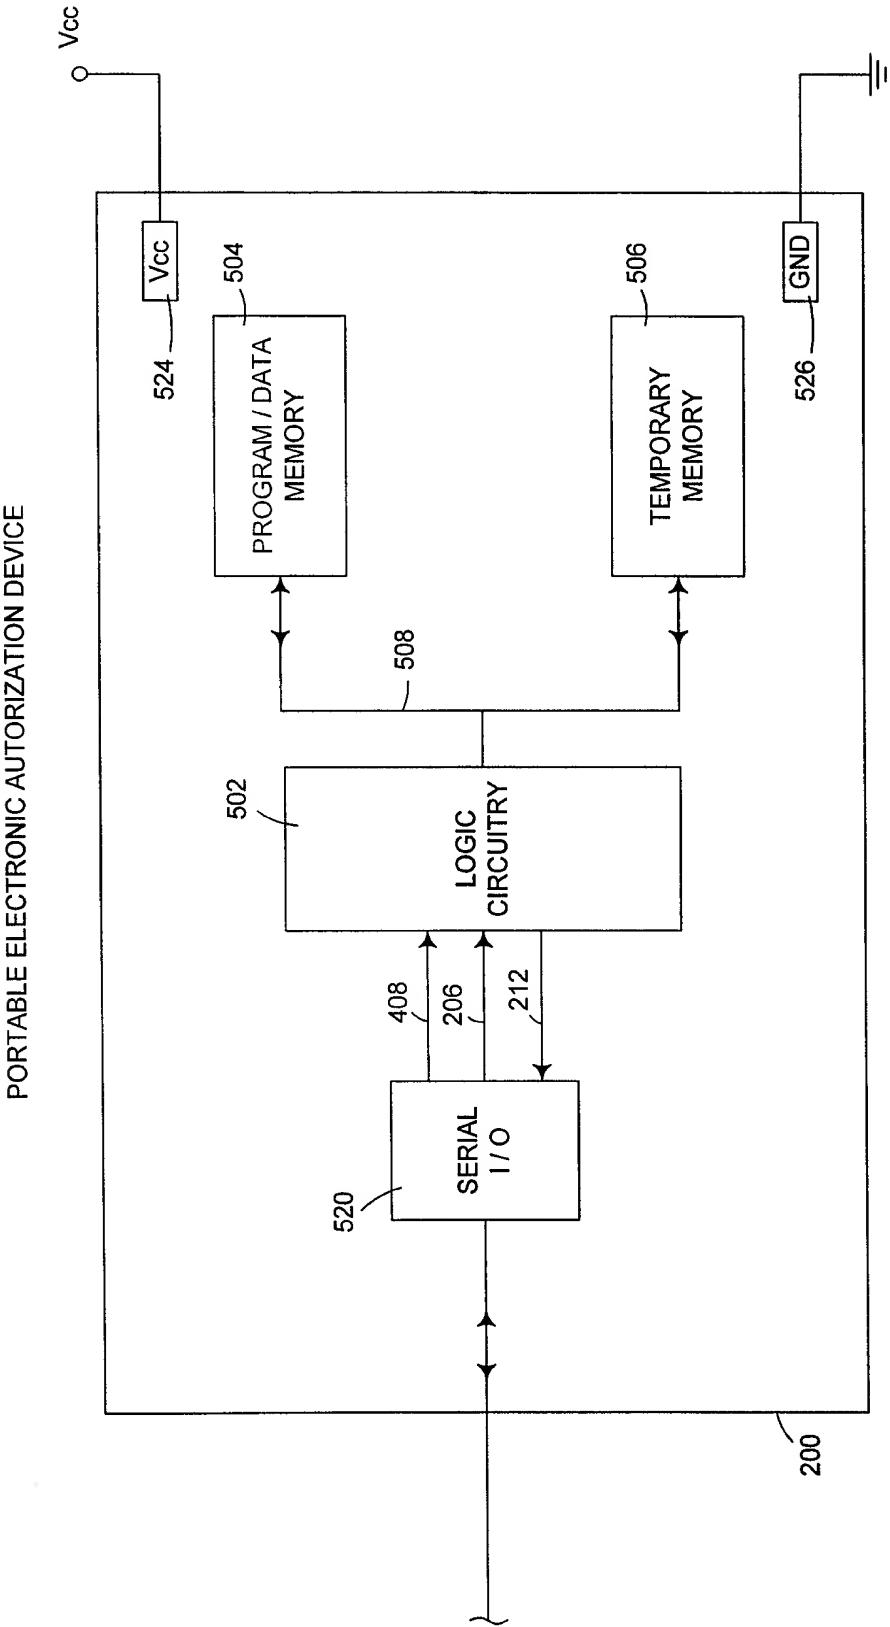 PORTABLE ELECTRONIC AUTORIZATION DEVICE
Vcc
Vcc
524
504
PROGRAM / DATA
MEMORY
508
502
LOGIC
CIRCUITRY
408
206
212
520
SERIAL
I / O
506
TEMPORARY
MEMORY
GND
526
200